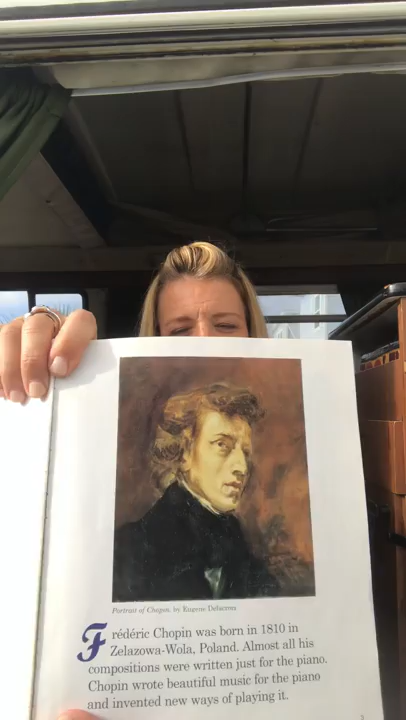 Portrait of Chopin, by Eugene Delacroix
Frédéric Chopin was born in 1810 in
Zelazowa-Wola, Poland. Almost all his
compositions were written just for the piano.
Chopin wrote beautiful music for the piano
and invented new ways of playing it.